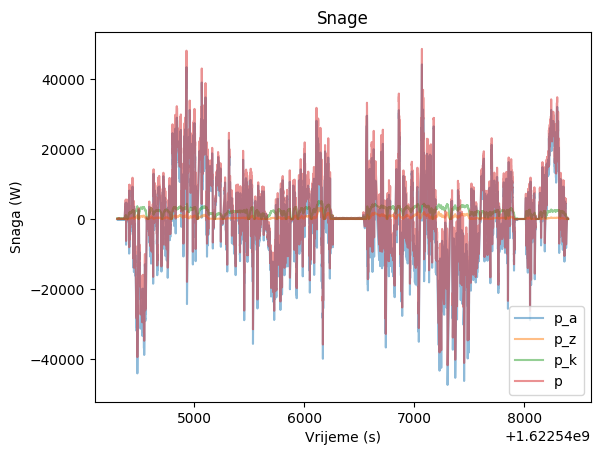 Snage
40000
20000
0
−20000
−40000
Snaga (W)
5000 6000 7000 8000
Vrijeme (s)
+1.62254e9
p_a
p_z
p_k
p